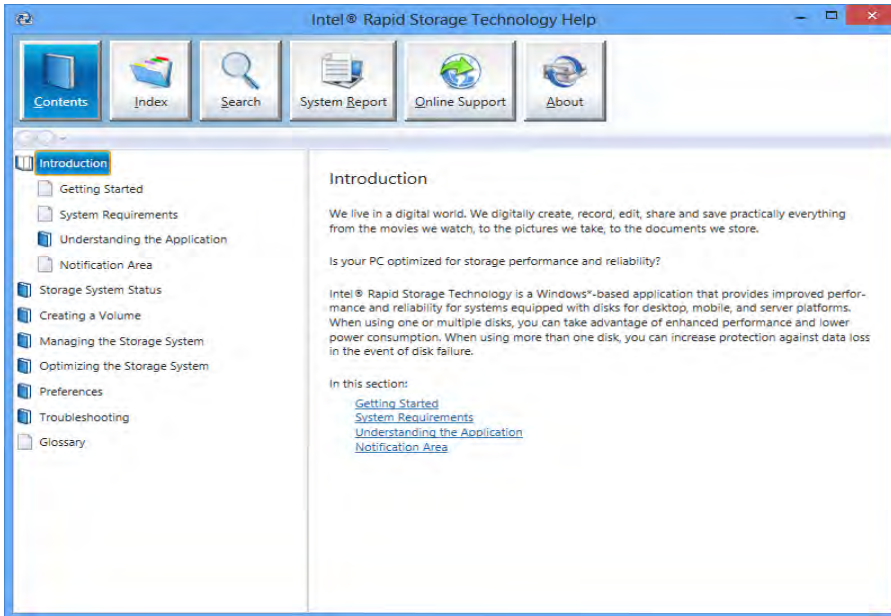 Intel® Rapid Storage Technology Help
Contents
Index
Search
System Report
Online Support
About
Introduction
Getting Started
System Requirements
Understanding the Application
Notification Area
Storage System Status
Creating a Volume
Managing the Storage System
Optimizing the Storage System
Preferences
Troubleshooting
Glossary
Introduction
We live in a digital world. We digitally create, record, edit, share and save practically everything
from the movies we watch, to the pictures we take, to the documents we store.
Is your PC optimized for storage performance and reliability?
Intel® Rapid Storage Technology is a Windows*-based application that provides improved perfor-
mance and reliability for systems equipped with disks for desktop, mobile, and server platforms.
When using one or multiple disks, you can take advantage of enhanced performance and lower
power consumption. When using more than one disk, you can increase protection against data loss
in the event of disk failure.
In this section:
Getting Started
System Requirements
Understanding the Application
Notification Area